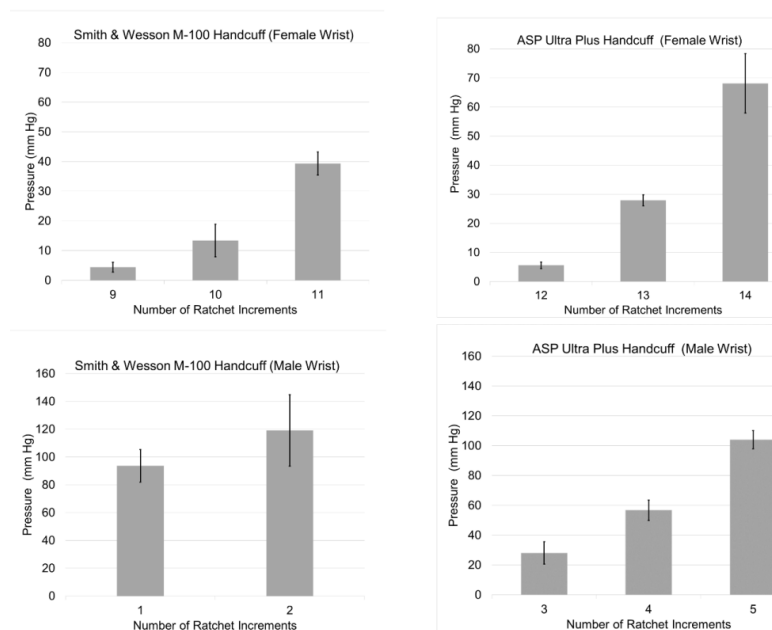 Smith & Wesson M-100 Handcuff (Female Wrist)
Pressure (mm Hg)
80
70
60
50
40
30
20
10
0
9 10 11
Number of Ratchet Increments
ASP Ultra Plus Handcuff (Female Wrist)
Pressure (mm Hg)
80
70
60
50
40
30
20
10
0
12 13 14
Number of Ratchet Increments
Smith & Wesson M-100 Handcuff (Male Wrist)
Pressure (mm Hg)
160
140
120
100
80
60
40
20
0
1 2
Number of Ratchet Increments
ASP Ultra Plus Handcuff (Male Wrist)
Pressure (mm Hg)
160
140
120
100
80
60
40
20
0
3 4 5
Number of Ratchet Increments